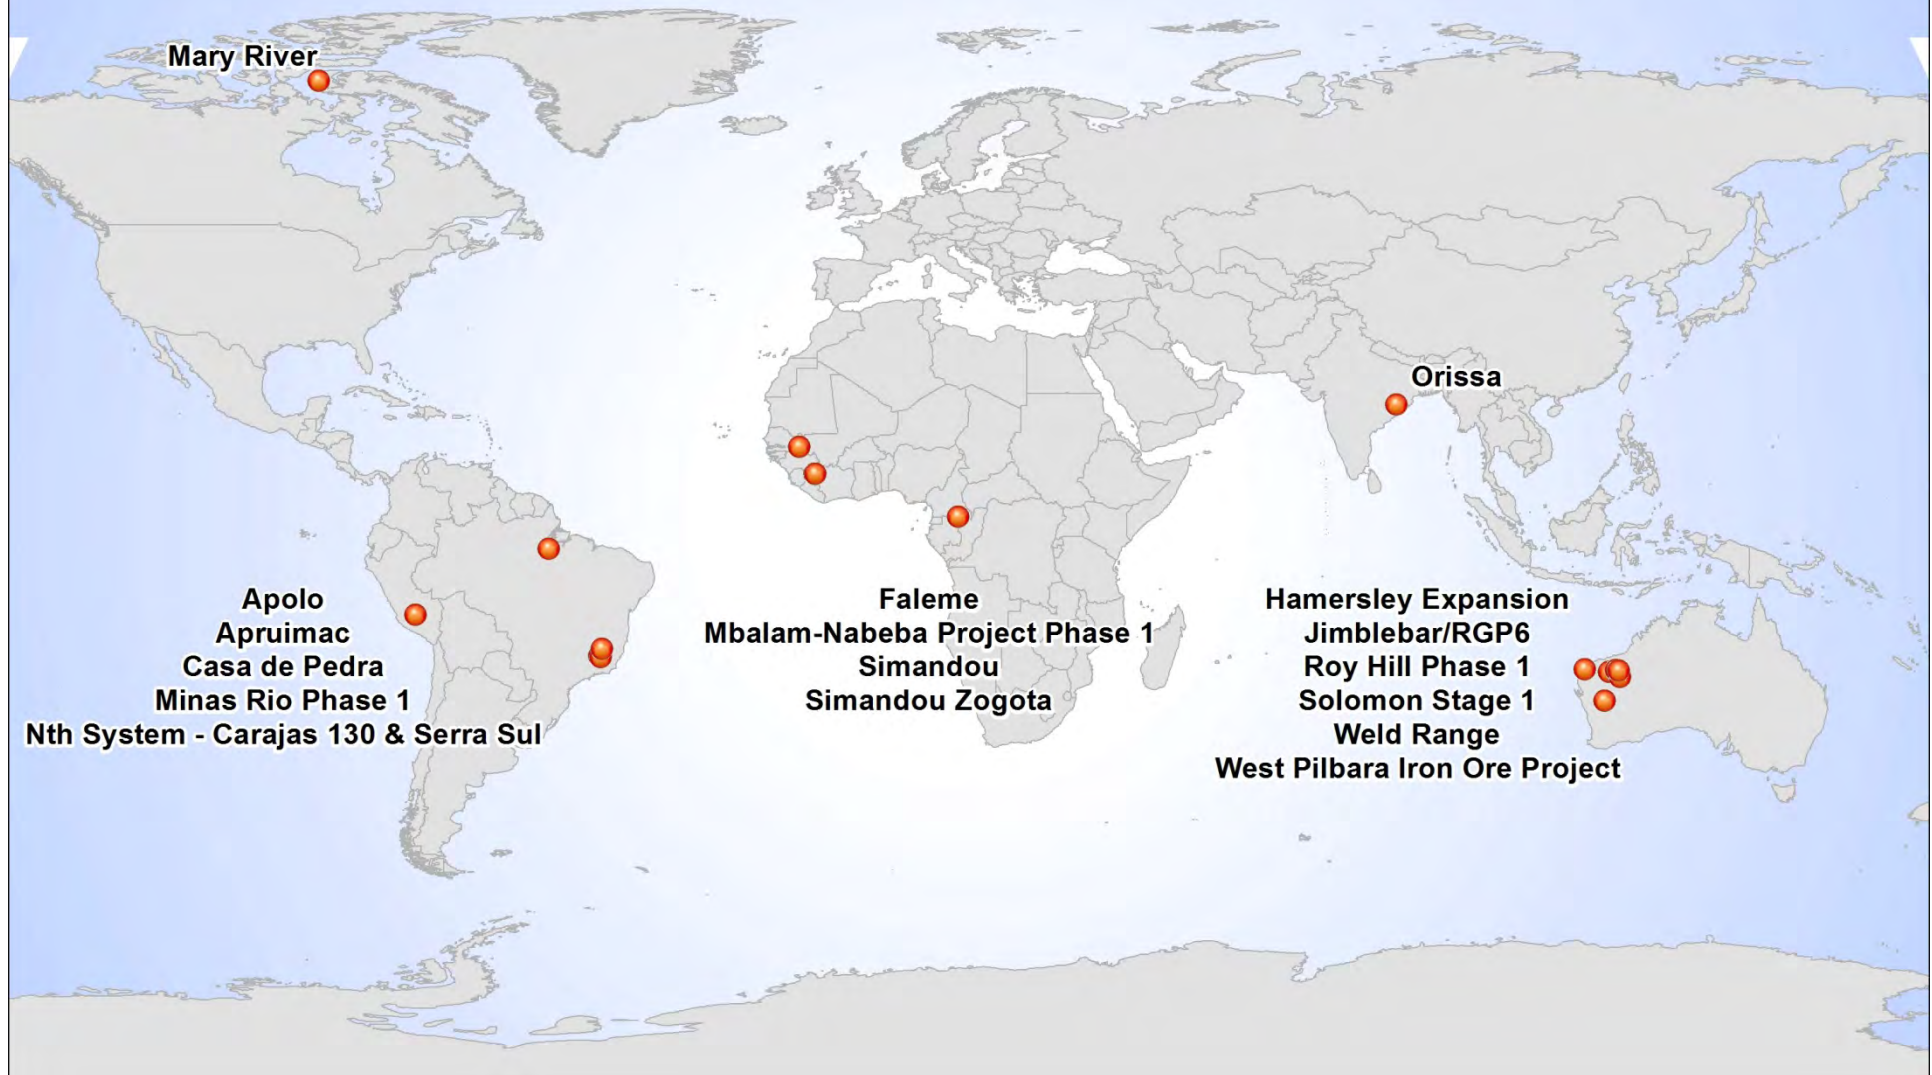 Mary River
Orissa
Apolo
Apruimac
Casa de Pedra
Minas Rio Phase 1
Nth System - Carajas 130 & Serra Sul
Faleme
Mbalam-Nabeba Project Phase 1
Simandou
Simandou Zogota
Hamersley Expansion
Jimblebar/RGP6
Roy Hill Phase 1
Solomon Stage 1
Weld Range
West Pilbara Iron Ore Project